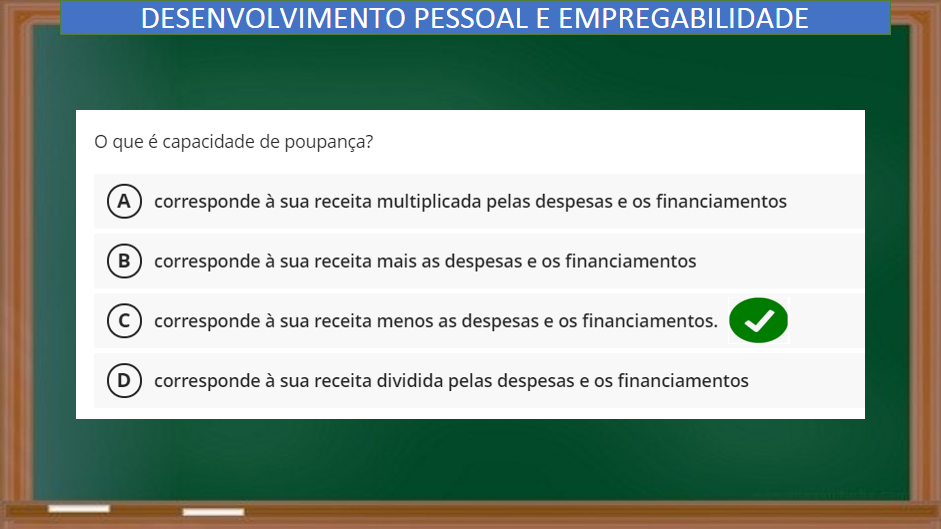 DESENVOLVIMENTO PESSOAL E EMPREGABILIDADE
O que é capacidade de poupança?
A corresponde à sua receita multiplicada pelas despesas e os financiamentos
B corresponde à sua receita mais as despesas e os financiamentos
C corresponde à sua receita menos as despesas e os financiamentos.
D corresponde à sua receita dividida pelas despesas e os financiamentos